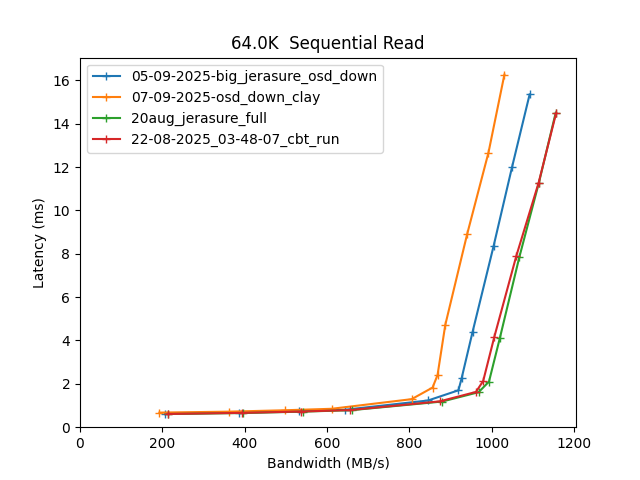 64.0K  Sequential Read
05-09-2025-big_jerasure_osd_down
07-09-2025-osd_down_clay
20aug_jerasure_full
22-08-2025_03-48-07_cbt_run
Latency (ms)
16
14
12
10
8
6
4
2
0
0 200 400 600 800 1000 1200
Bandwidth (MB/s)